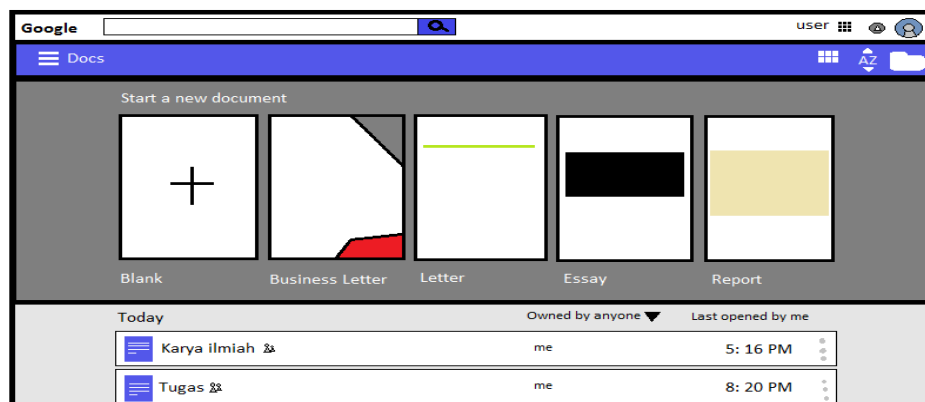 Google user
Docs AZ
Start a new document
Blank Business Letter Letter Essay Report
Today Owned by anyone Last opened by me
Karya ilmiah me 5: 16 PM
Tugas me 8: 20 PM